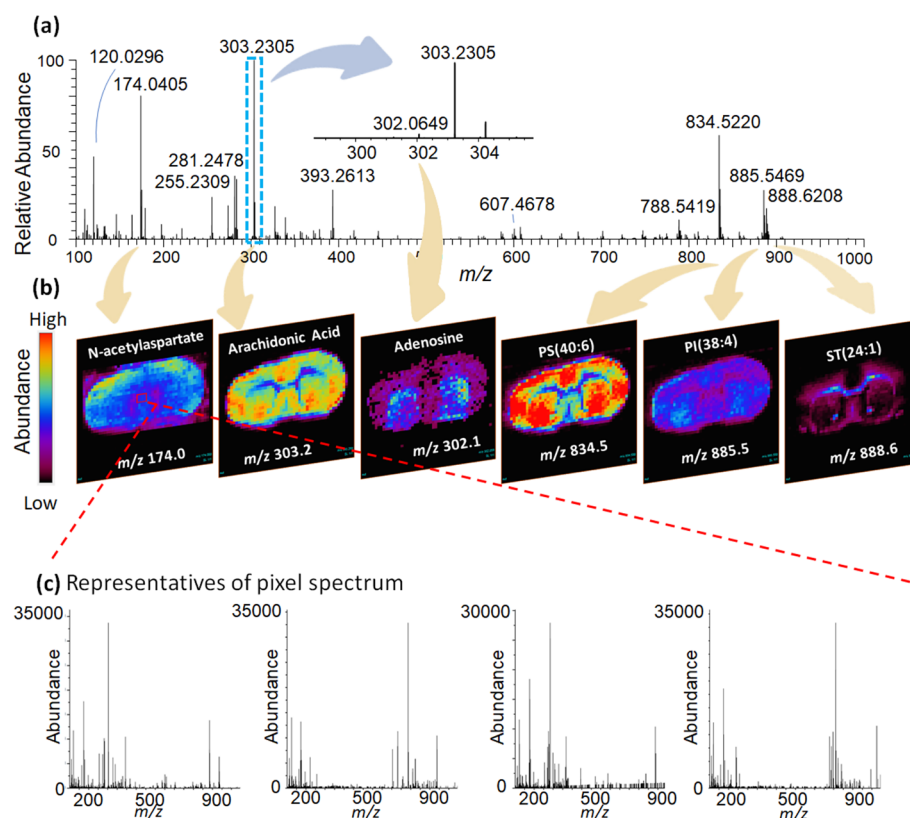 (a)
120.0296
303.2305
303.2305
174.0405
100
50
0
Relative Abundance
281.2478
255.2309
302.0649
300 302 304
393.2613
607.4678
834.5220
788.5419
885.5469
888.6208
100 200 300 400 600 700 800 900 1000
m/z
(b)
High
Abundance
Low
N-acetylaspartate
m/z 174.0
Arachidonic Acid
m/z 303.2
Adenosine
m/z 302.1
PS(40:6)
m/z 834.5
PI(38:4)
m/z 885.5
ST(24:1)
m/z 888.6
(c) Representatives of pixel spectrum
35000
Abundance
0
200 500 900
m/z
35000
Abundance
0
200 500 900
m/z
30000
Abundance
0
200 500 900
m/z
35000
Abundance
0
200 500 900
m/z